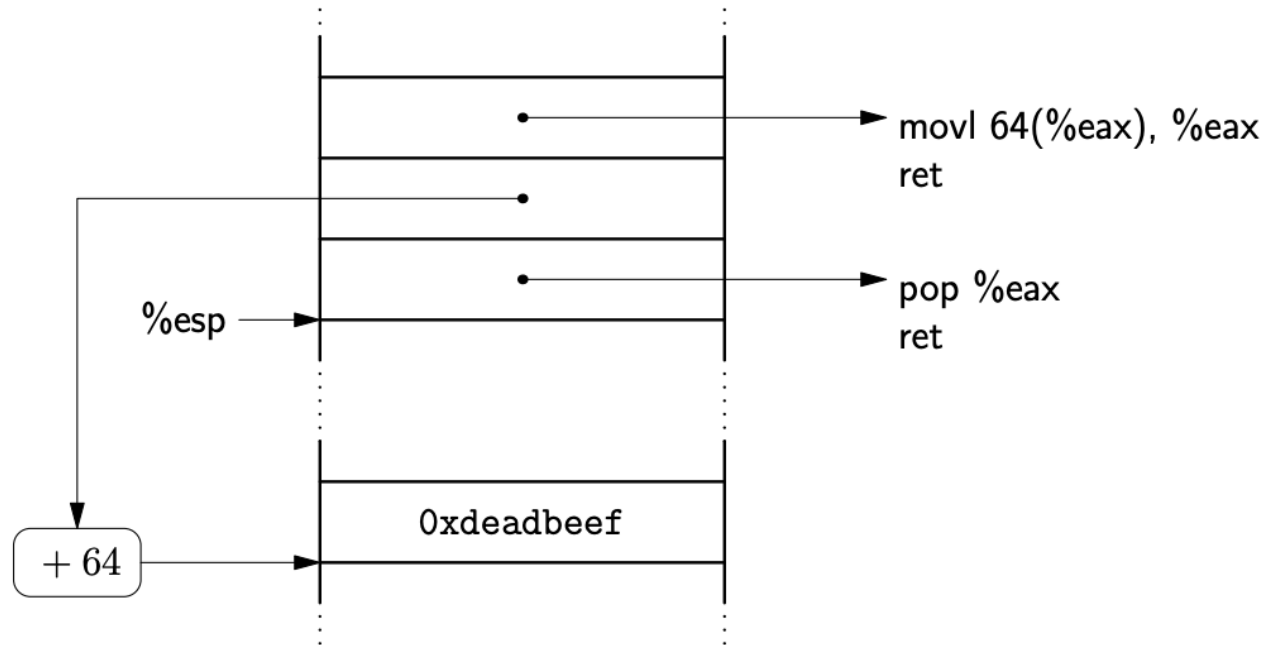 movl 64(%eax), %eax
ret
pop %eax
ret
%esp
0xdeadbeef
+ 64